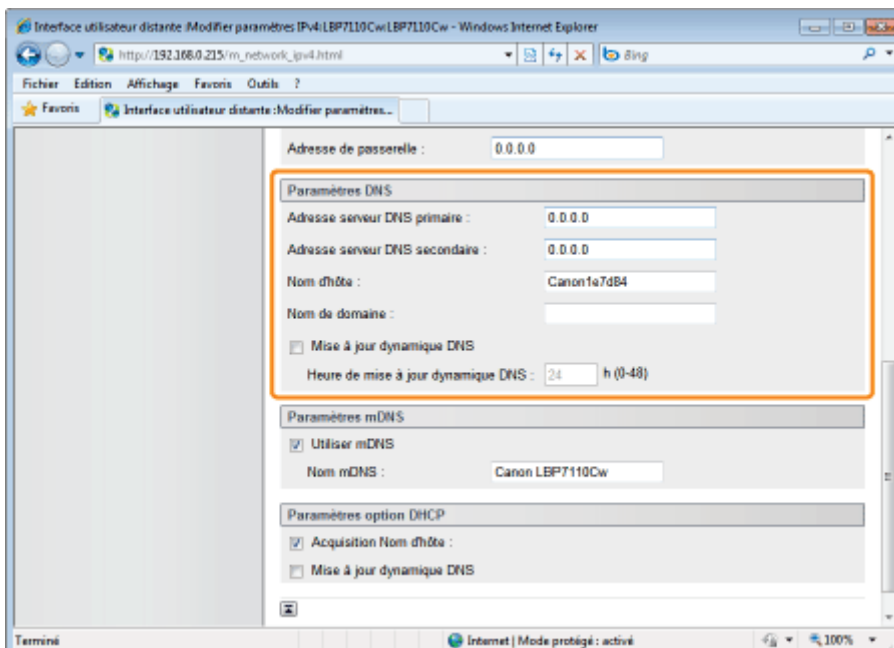 Interface utilisateur distante :Modifier paramètres IPv4:LBP7110Cw:LBP7110Cw - Windows Internet Explorer
http://192.168.0.215/m_network_ipv4.html
Bing
Fichier Edition Affichage Favoris Outils ?
Favoris
Interface utilisateur distante :Modifier paramètres...
Adresse de passerelle : 0.0.0.0
Paramètres DNS
Adresse serveur DNS primaire : 0.0.0.0
Adresse serveur DNS secondaire : 0.0.0.0
Nom d'hôte : Canon1e7dB4
Nom de domaine :
Mise à jour dynamique DNS
Heure de mise à jour dynamique DNS : 24 h (0-48)
Paramètres mDNS
Utiliser mDNS
Nom mDNS : Canon LBP7110Cw
Paramètres option DHCP
Acquisition Nom d'hôte :
Mise à jour dynamique DNS
Terminé
Internet | Mode protégé : activé
100%